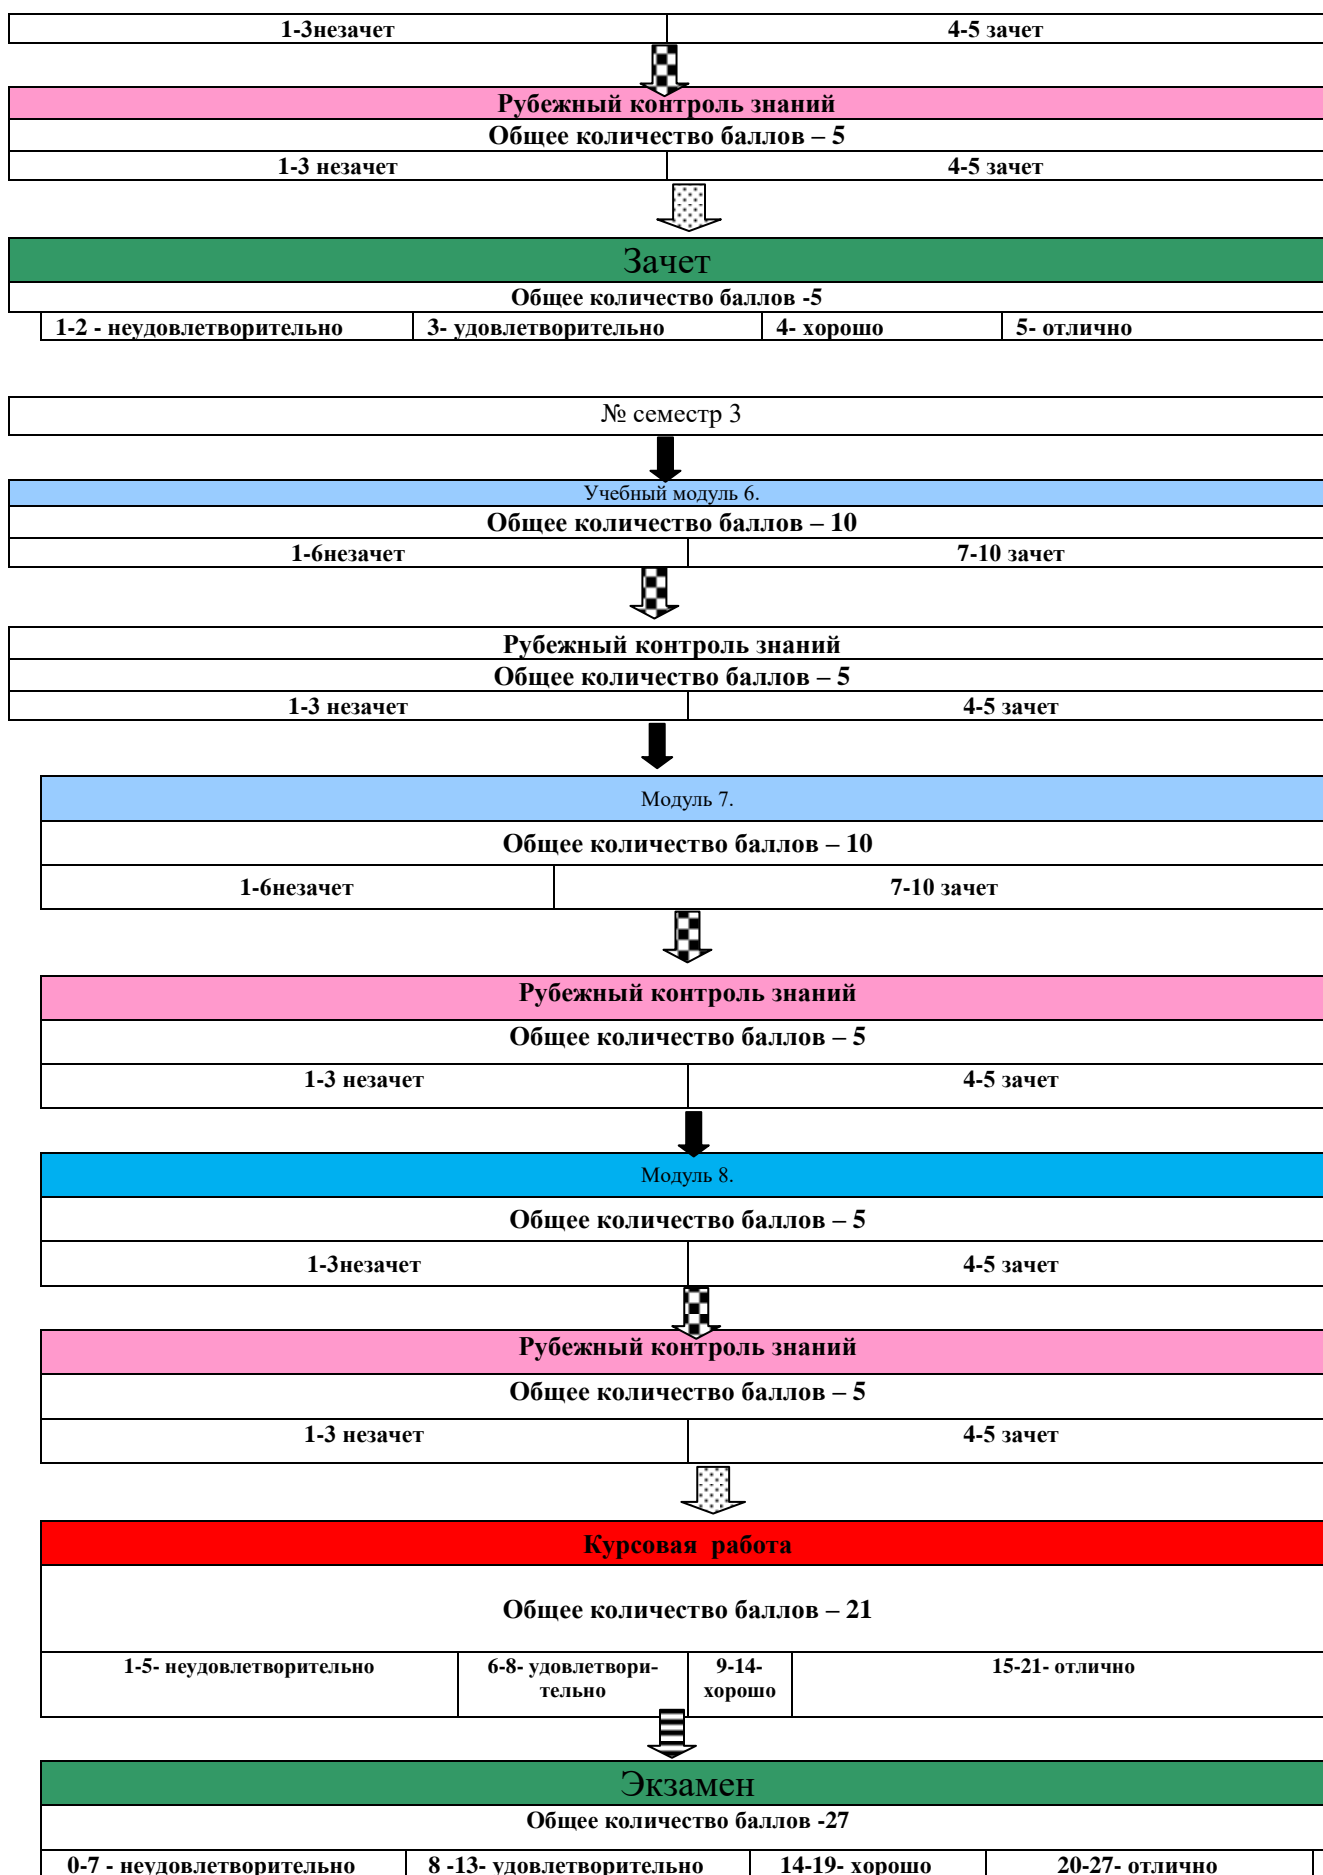 1-3незачет 4-5 зачет
Рубежный контроль знаний
Общее количество баллов – 5
1-3 незачет 4-5 зачет
Зачет
Общее количество баллов -5
1-2 - неудовлетворительно 3- удовлетворительно 4- хорошо 5- отлично
№ семестр 3
Учебный модуль 6.
Общее количество баллов – 10
1-6незачет 7-10 зачет
Рубежный контроль знаний
Общее количество баллов – 5
1-3 незачет 4-5 зачет
Модуль 7.
Общее количество баллов – 10
1-6незачет 7-10 зачет
Рубежный контроль знаний
Общее количество баллов – 5
1-3 незачет 4-5 зачет
Модуль 8.
Общее количество баллов – 5
1-3незачет 4-5 зачет
Рубежный контроль знаний
Общее количество баллов – 5
1-3 незачет 4-5 зачет
Курсовая работа
Общее количество баллов – 21
1-5- неудовлетворительно 6-8- удовлетвори- 9-14- 15-21- отлично
тельно хорошо
Экзамен
Общее количество баллов -27
0-7 - неудовлетворительно 8 -13- удовлетворительно 14-19- хорошо 20-27- отлично